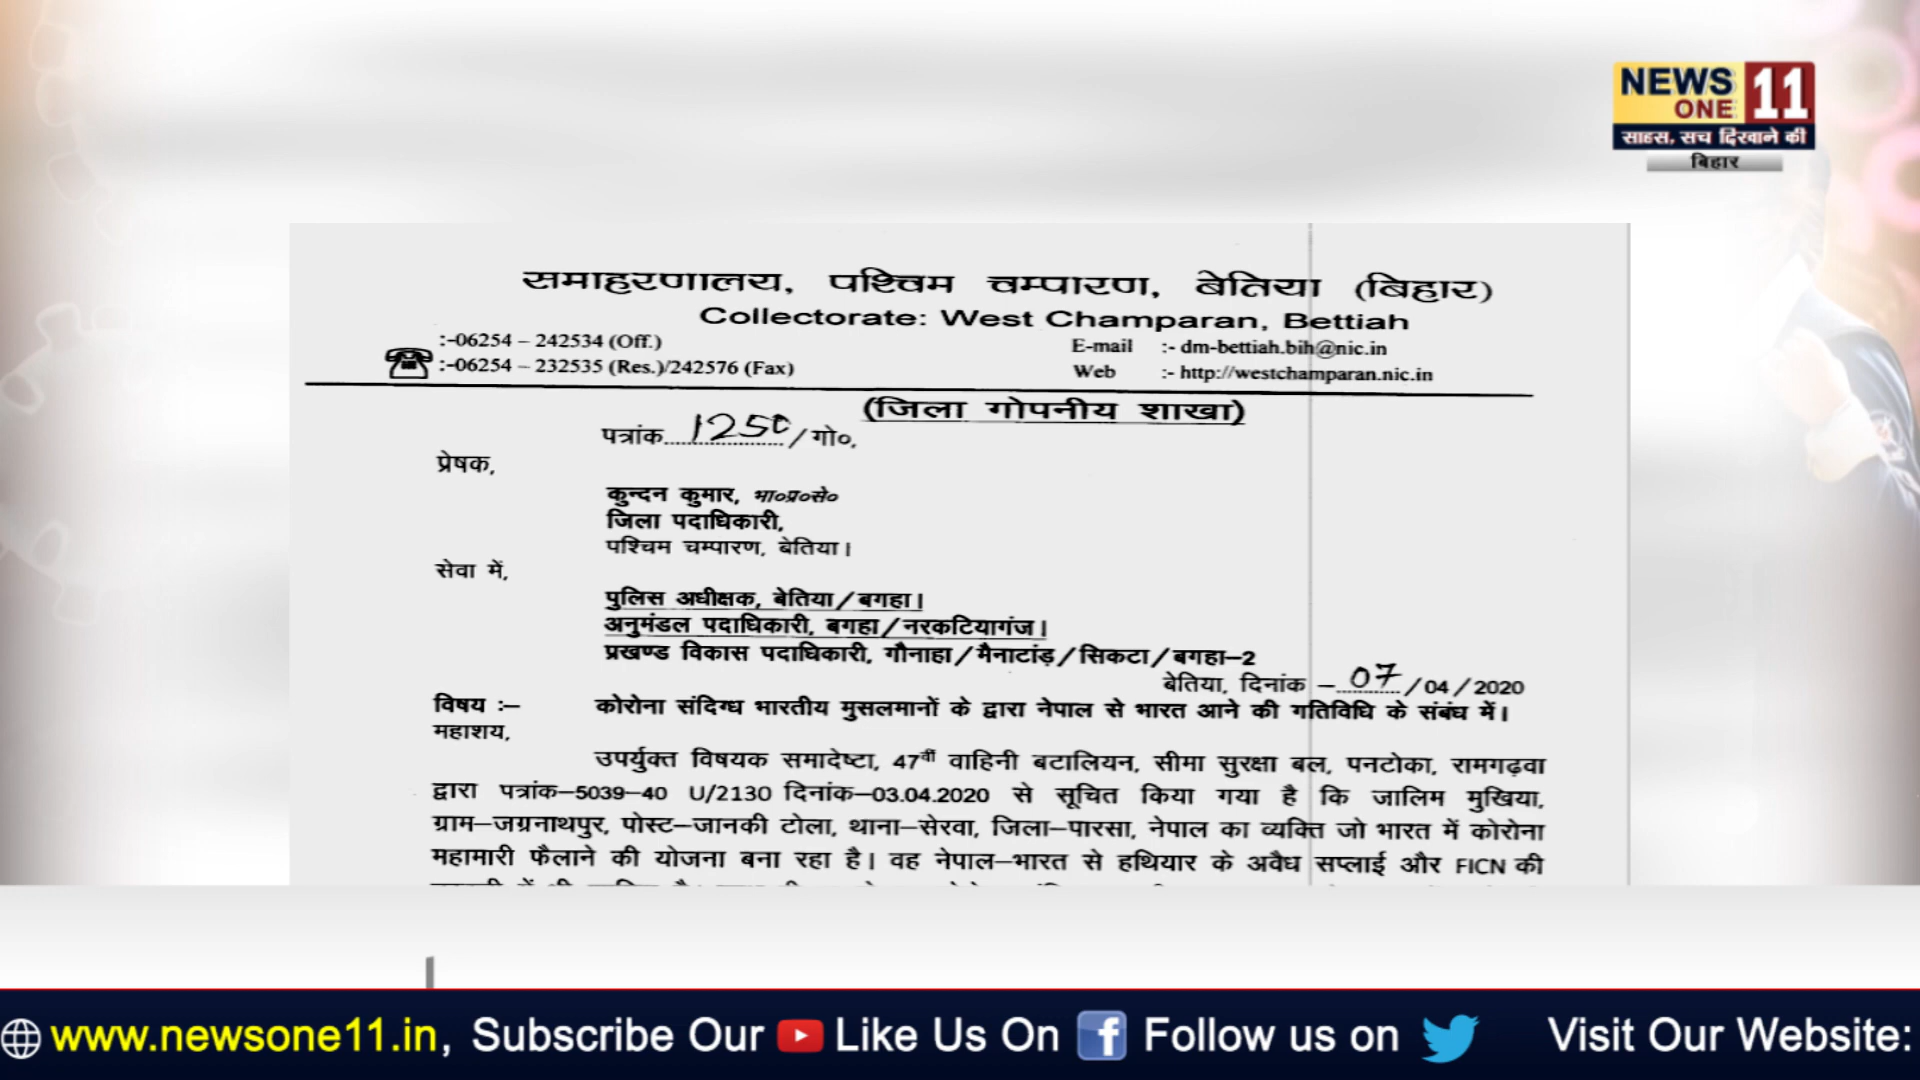 NEWS 11
ONE
साहस, सच दिखाने की
बिहार
समाहरणालय, पश्चिम चम्पारण, बेतिया (बिहार)
Collectorate: West Champaran, Bettiah
:-06254 – 242534 (Off.)
E-mail :- dm-bettiah.bih@nic.in
:-06254 – 232535 (Res.)/242576 (Fax)
Web :- http://westchamparan.nic.in
(जिला गोपनीय शाखा)
पत्रांक..1250../गो०,
प्रेषक,
कुन्दन कुमार, भा०प्र०से०
जिला पदाधिकारी,
पश्चिम चम्पारण, बेतिया।
सेवा में,
पुलिस अधीक्षक, बेतिया/बगहा।
अनुमंडल पदाधिकारी, बगहा/नरकटियागंज।
प्रखण्ड विकास पदाधिकारी, गौनाहा/मैनाटांड़/सिकटा/बगहा–2
बेतिया, दिनांक –..07../04/2020
विषय :– कोरोना संदिग्ध भारतीय मुसलमानों के द्वारा नेपाल से भारत आने की गतिविधि के संबंध में।
महाशय,
उपर्युक्त विषयक समादेष्टा, 47वीं वाहिनी बटालियन, सीमा सुरक्षा बल, पनटोका, रामगढ़वा
द्वारा पत्रांक–5039–40 U/2130 दिनांक–03.04.2020 से सूचित किया गया है कि जालिम मुखिया,
ग्राम–जग्रनाथपुर, पोस्ट–जानकी टोला, थाना–सेरवा, जिला–पारसा, नेपाल का व्यक्ति जो भारत में कोरोना
महामारी फैलाने की योजना बना रहा है। वह नेपाल–भारत से हथियार के अवैध सप्लाई और FICN की
www.newsone11.in, Subscribe Our Like Us On Follow us on Visit Our Website: